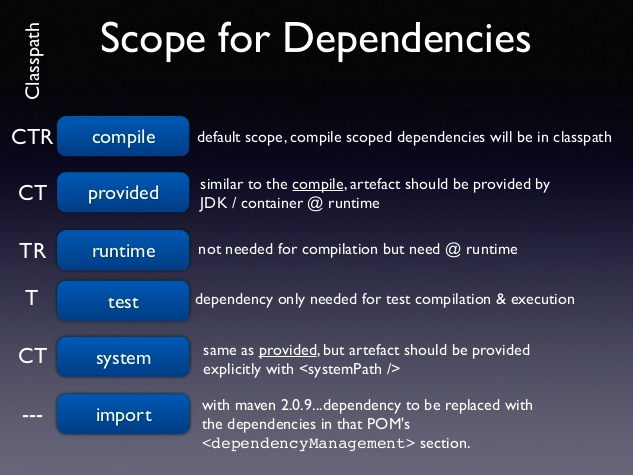 Scope for Dependencies
Classpath
CTR compile default scope, compile scoped dependencies will be in classpath
CT provided similar to the compile, artefact should be provided by
JDK / container @ runtime
TR runtime not needed for compilation but need @ runtime
T test dependency only needed for test compilation & execution
CT system same as provided, but artefact should be provided
explicitly with <systemPath />
--- import with maven 2.0.9...dependency to be replaced with
the dependencies in that POM's
<dependencyManagement> section.